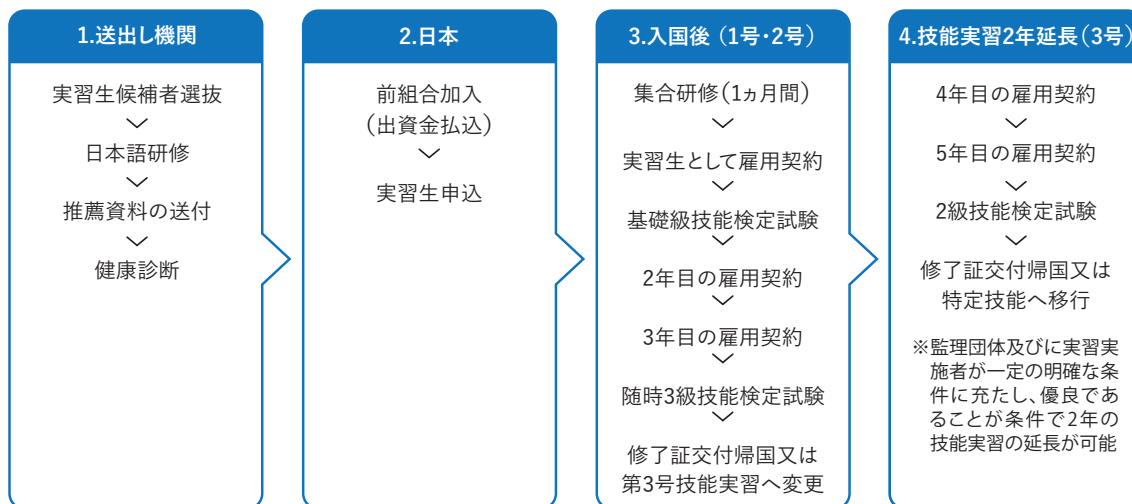 1.送出し機関
実習生候補者選抜
日本語研修
推薦資料の送付
健康診断
2.日本
前組合加入
(出資金払込)
実習生申込
3.入国後（1号・2号）
集合研修(1ヵ月間)
実習生として雇用契約
基礎級技能検定試験
2年目の雇用契約
3年目の雇用契約
随時3級技能検定試験
修了証交付帰国又は
第3号技能実習へ変更
4.技能実習2年延長(3号)
4年目の雇用契約
5年目の雇用契約
2級技能検定試験
修了証交付帰国又は
特定技能へ移行
※監理団体及びに実習実
施者が一定の明確な条
件に充たし、優良であ
ることが条件で2年の
技能実習の延長が可能